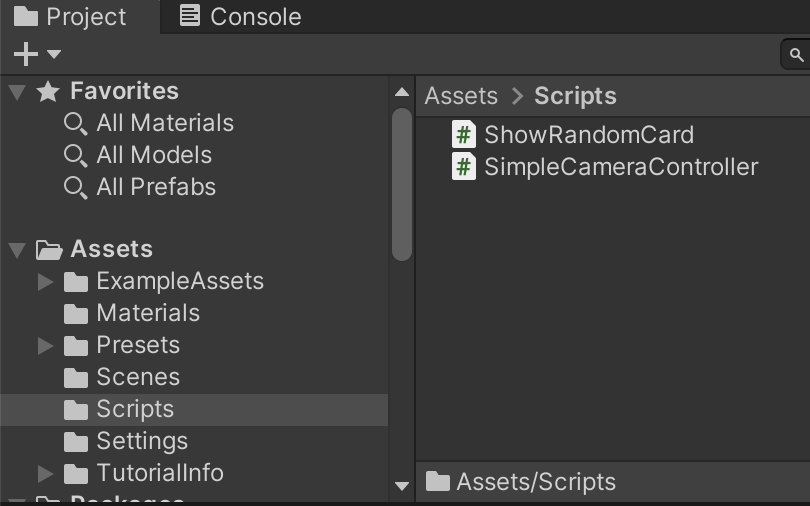 Project
Console
Favorites
All Materials
All Models
All Prefabs
Assets
ExampleAssets
Materials
Presets
Scenes
Scripts
Settings
TutorialInfo
Packages
Assets > Scripts
# ShowRandomCard
# SimpleCameraController
Assets/Scripts